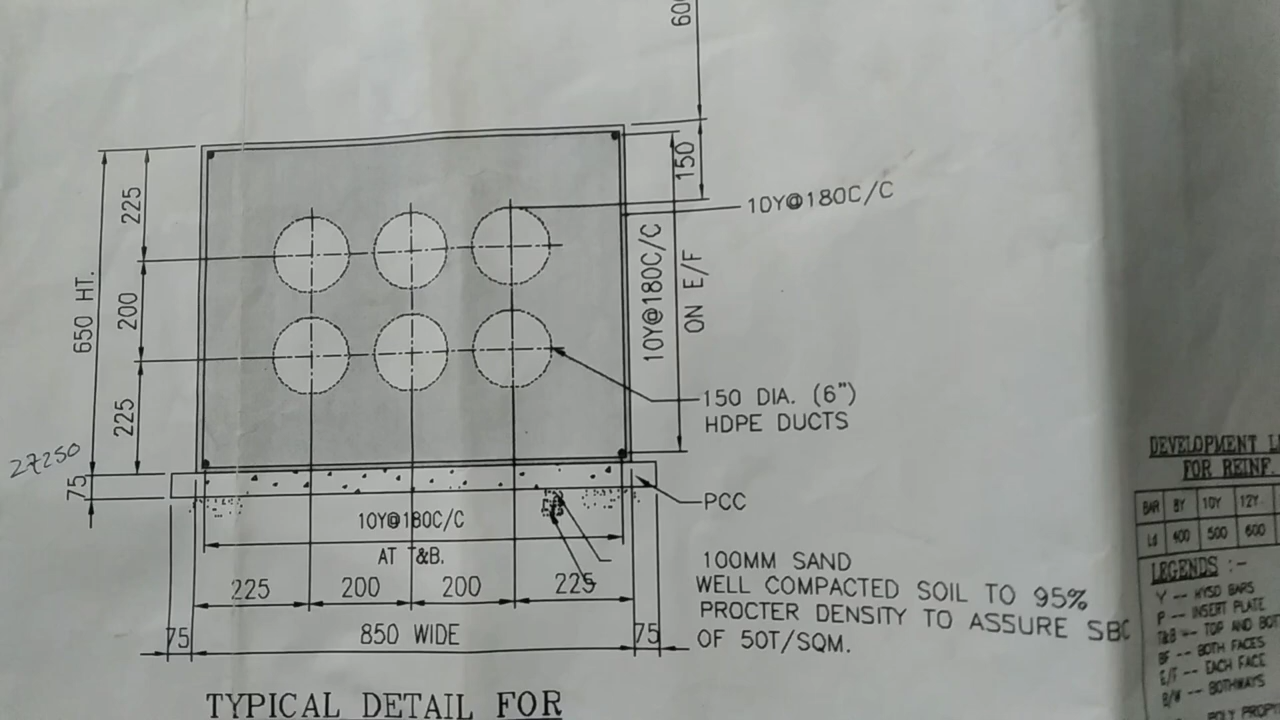 600
225
200
225
650 HT.
27250
75
150
10Y@180C/C
10Y@180C/C
ON E/F
150 DIA. (6")
HDPE DUCTS
PCC
10Y@180C/C
AT T&B.
100MM SAND
WELL COMPACTED SOIL TO 95%
PROCTER DENSITY TO ASSURE SBC
OF 50T/SQM.
225 200 200 225
75 850 WIDE 75
TYPICAL DETAIL FOR
DEVELOPMENT
FOR REINF.
BAR 8Y 10Y 12Y
Ld 400 500 600
LEGENDS :-
Y -- HYSD BARS
P -- INSERT PLATE
T&B -- TOP AND
BF -- BOTH FACES
E/F -- EACH FACE
B/W -- BOTHWAYS
POLY